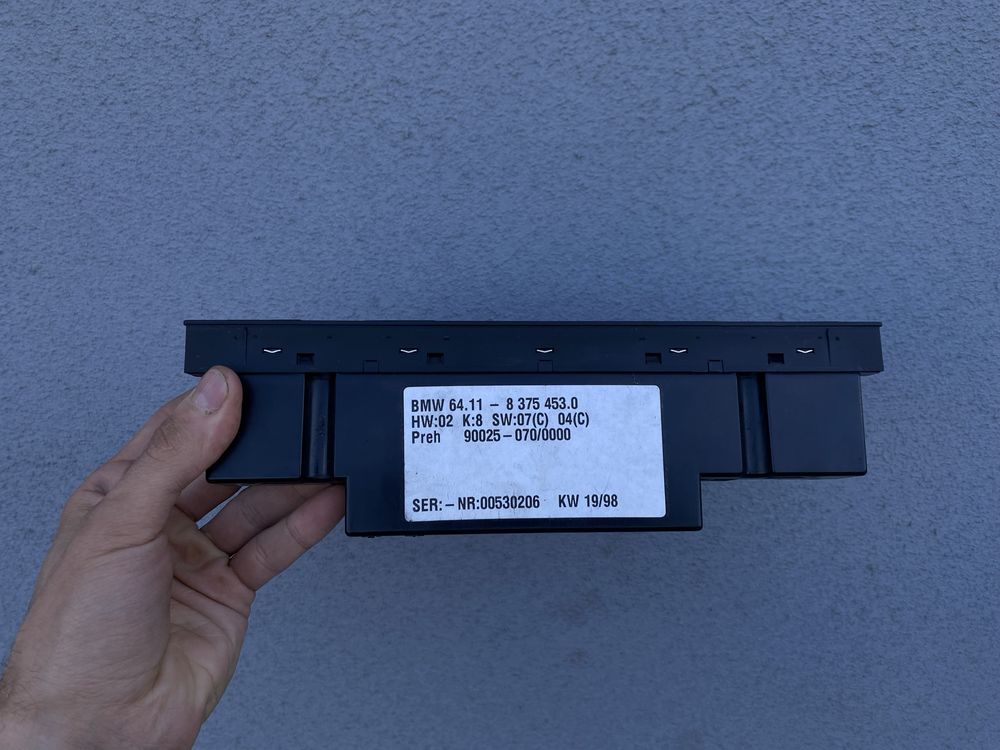 BMW 64.11 - 8 375 453.0
HW:02 K:8 SW:07(C) 04(C)
Preh 90025-070/0000
SER:-NR:00530206 KW 19/98